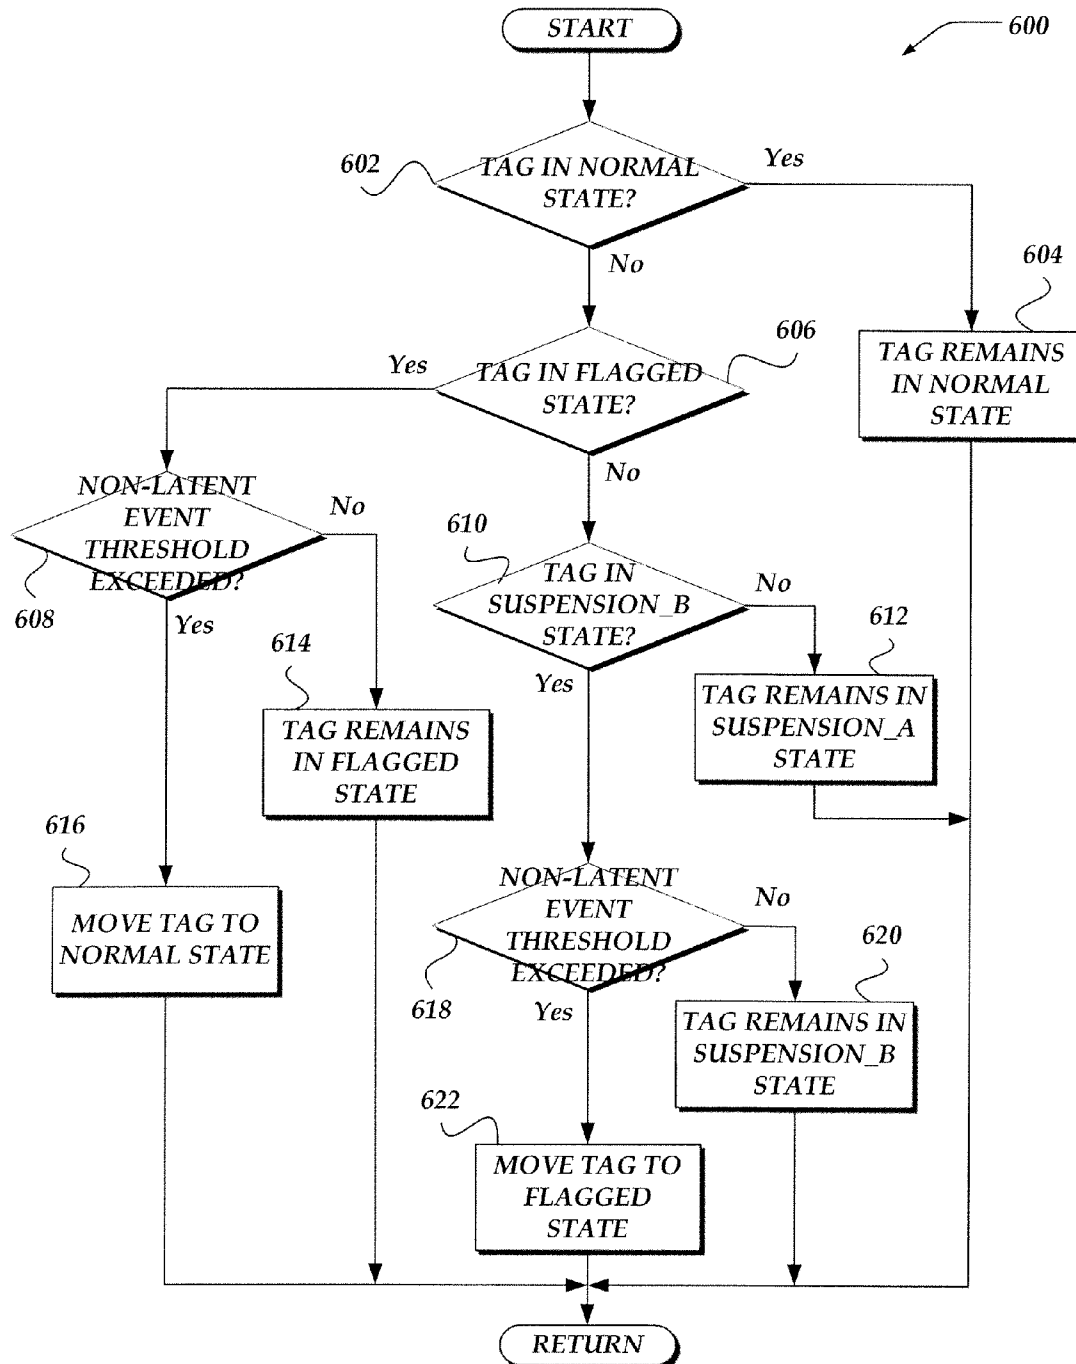 START
600
602
TAG IN NORMAL
STATE?
Yes
No
604
TAG REMAINS
IN NORMAL
STATE
606
Yes
TAG IN FLAGGED
STATE?
No
NON-LATENT
EVENT
THRESHOLD
EXCEEDED?
No
608
Yes
610
TAG IN
SUSPENSION_B
STATE?
No
Yes
612
TAG REMAINS IN
SUSPENSION_A
STATE
614
TAG REMAINS
IN FLAGGED
STATE
616
MOVE TAG TO
NORMAL STATE
NON-LATENT
EVENT
THRESHOLD
EXCEEDED?
No
618
Yes
620
TAG REMAINS IN
SUSPENSION_B
STATE
622
MOVE TAG TO
FLAGGED
STATE
RETURN